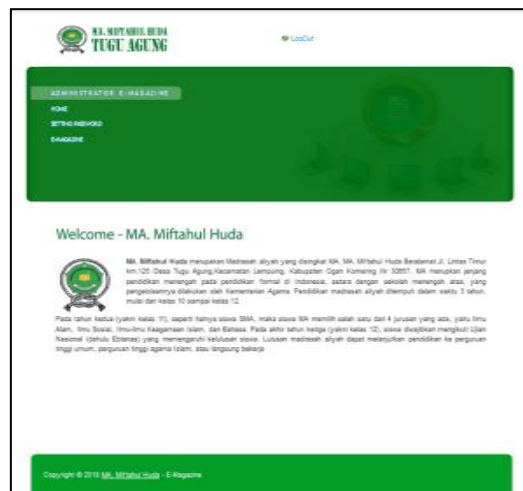 MA. MIFTAHUL HUDA
TUGU AGUNG
LogOut
ADMINISTRATOR E-MAGAZINE
HOME
SETTING PASSWORD
E-MAGAZINE
Welcome - MA. Miftahul Huda
MA. Miftahul Huda merupakan Madrasah aliyah yang disingkat MA. MA. Miftahul Huda Beralamat Jl. Lintas Timur
km.125 Desa Tugu Agung,Kecamatan Lempuing, Kabupaten Ogan Komering Ilir 30657. MA merupakan jenjang
pendidikan menengah pada pendidikan formal di Indonesia, setara dengan sekolah menengah atas, yang
pengelolaannya dilakukan oleh Kementerian Agama. Pendidikan madrasah aliyah ditempuh dalam waktu 3 tahun,
mulai dari kelas 10 sampai kelas 12.
Pada tahun kedua (yakni kelas 11), seperti halnya siswa SMA, maka siswa MA memilih salah satu dari 4 jurusan yang ada, yaitu Ilmu
Alam, Ilmu Sosial, Ilmu-ilmu Keagamaan Islam, dan Bahasa. Pada akhir tahun ketiga (yakni kelas 12), siswa diwajibkan mengikuti Ujian
Nasional (dahulu Ebtanas) yang memengaruhi kelulusan siswa. Lulusan madrasah aliyah dapat melanjutkan pendidikan ke perguruan
tinggi umum, perguruan tinggi agama Islam, atau langsung bekerja
Copyright © MA. Miftahul Huda - E-Magazine